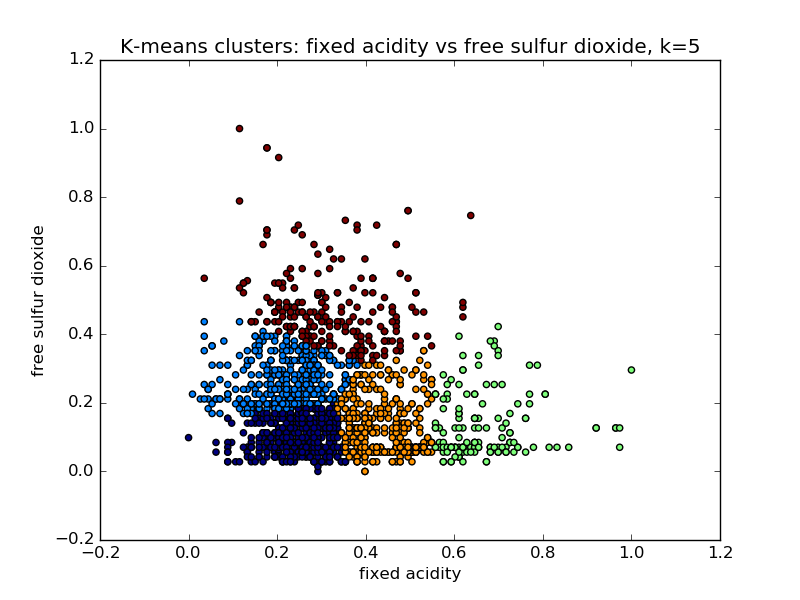 K-means clusters: fixed acidity vs free sulfur dioxide, k=5
1.2
1.0
0.8
0.6
0.4
0.2
0.0
−0.2
free sulfur dioxide
−0.2 0.0 0.2 0.4 0.6 0.8 1.0 1.2
fixed acidity